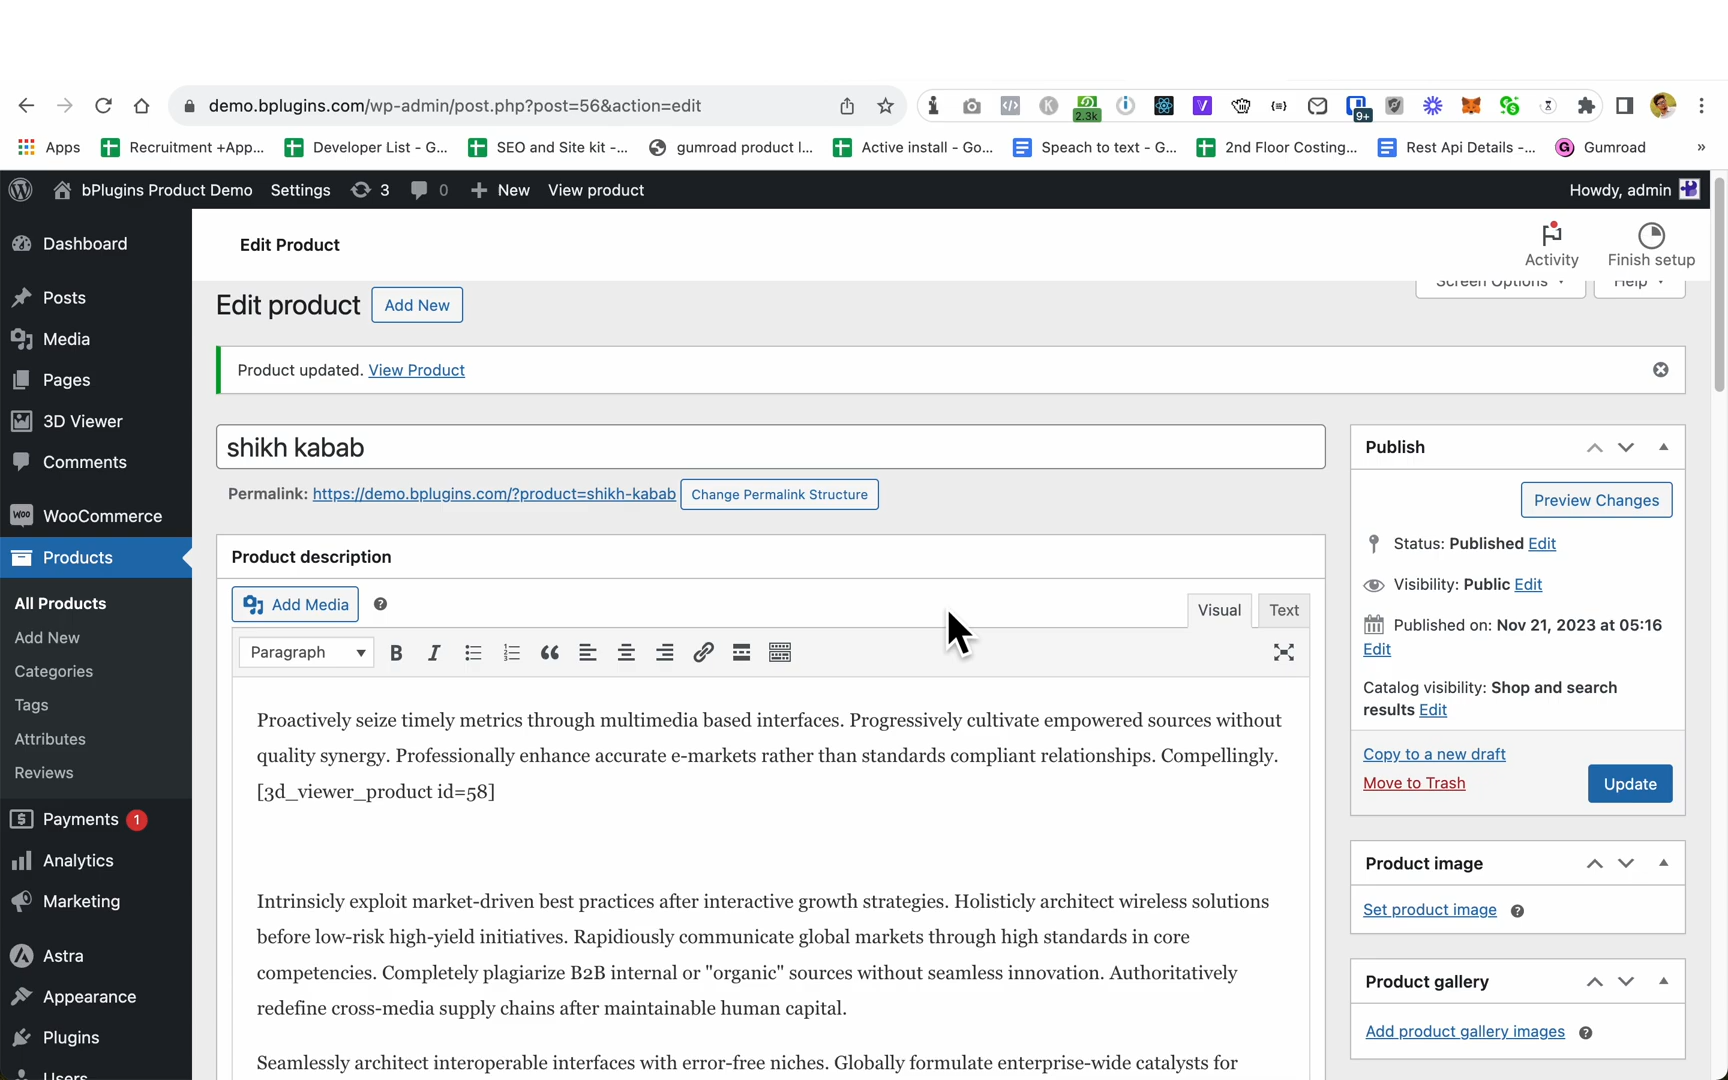 demo.bplugins.com/wp-admin/post.php?post=56&action=edit
2.3k
9+
Apps
Recruitment +App...
Developer List - G...
SEO and Site kit -...
gumroad product l...
Active install - Go...
Speach to text - G...
2nd Floor Costing...
Rest Api Details -...
Gumroad
»
bPlugins Product Demo
Settings
3
0
New
View product
Howdy, admin
Dashboard
Posts
Media
Pages
3D Viewer
Comments
WooCommerce
Products
All Products
Add New
Categories
Tags
Attributes
Reviews
Payments 1
Analytics
Marketing
Astra
Appearance
Plugins
Users
Edit Product
Activity
Finish setup
Screen Options
Help
Edit product
Add New
Product updated. View Product
shikh kabab
Permalink: https://demo.bplugins.com/?product=shikh-kabab
Change Permalink Structure
Product description
Add Media
Visual
Text
Paragraph
Proactively seize timely metrics through multimedia based interfaces. Progressively cultivate empowered sources without
quality synergy. Professionally enhance accurate e-markets rather than standards compliant relationships. Compellingly.
[3d_viewer_product id=58]
Intrinsicly exploit market-driven best practices after interactive growth strategies. Holisticly architect wireless solutions
before low-risk high-yield initiatives. Rapidiously communicate global markets through high standards in core
competencies. Completely plagiarize B2B internal or "organic" sources without seamless innovation. Authoritatively
redefine cross-media supply chains after maintainable human capital.
Seamlessly architect interoperable interfaces with error-free niches. Globally formulate enterprise-wide catalysts for
Publish
Preview Changes
Status: Published Edit
Visibility: Public Edit
Published on: Nov 21, 2023 at 05:16
Edit
Catalog visibility: Shop and search
results Edit
Copy to a new draft
Move to Trash
Update
Product image
Set product image
Product gallery
Add product gallery images